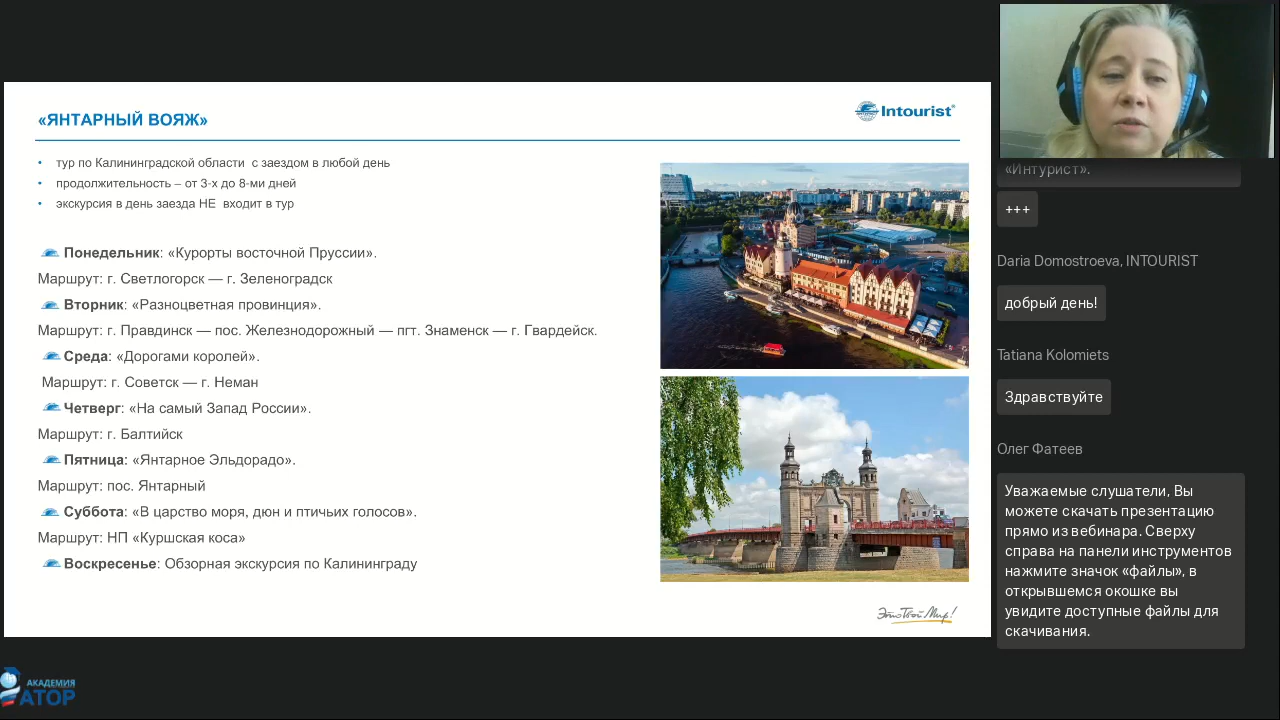 «ЯНТАРНЫЙ ВОЯЖ»
Intourist®
• тур по Калининградской области с заездом в любой день
• продолжительность – от 3-х до 8-ми дней
• экскурсия в день заезда НЕ входит в тур
Понедельник: «Курорты восточной Пруссии».
Маршрут: г. Светлогорск — г. Зеленоградск
Вторник: «Разноцветная провинция».
Маршрут: г. Правдинск — пос. Железнодорожный — пгт. Знаменск — г. Гвардейск.
Среда: «Дорогами королей».
Маршрут: г. Советск — г. Неман
Четверг: «На самый Запад России».
Маршрут: г. Балтийск
Пятница: «Янтарное Эльдорадо».
Маршрут: пос. Янтарный
Суббота: «В царство моря, дюн и птичьих голосов».
Маршрут: НП «Куршская коса»
Воскресенье: Обзорная экскурсия по Калининграду
Это Твой Мир!
АКАДЕМИЯ
АТОР
«Интурист».
+++
Daria Domostroeva, INTOURIST
добрый день!
Tatiana Kolomiets
Здравствуйте
Олег Фатеев
Уважаемые слушатели, Вы
можете скачать презентацию
прямо из вебинара. Сверху
справа на панели инструментов
нажмите значок «файлы», в
открывшемся окошке вы
увидите доступные файлы для
скачивания.